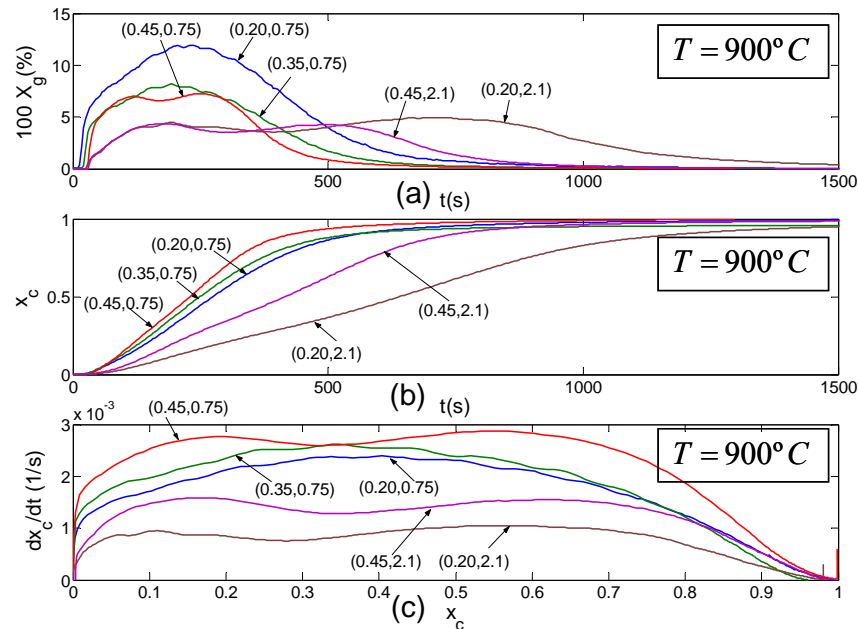 15
10
5
0
100 X_g(%)
(0.45,0.75)
(0.20,0.75)
(0.35,0.75)
(0.45,2.1)
(0.20,2.1)
T = 900º C
0 500 1000 1500
(a) t(s)
1
0.5
0
x_c
(0.20,0.75)
(0.35,0.75)
(0.45,0.75)
(0.45,2.1)
(0.20,2.1)
T = 900º C
0 500 1000 1500
(b) t(s)
x 10^-3
3
2
1
0
dx_c/dt (1/s)
(0.45,0.75)
(0.35,0.75)
(0.20,0.75)
(0.45,2.1)
(0.20,2.1)
T = 900º C
0 0.1 0.2 0.3 0.4 0.5 0.6 0.7 0.8 0.9 1
(c) x_c